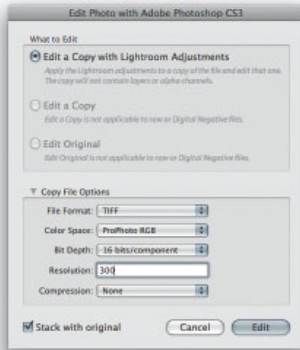 Edit Photo with Adobe Photoshop CS3
What to Edit
Edit a Copy with Lightroom Adjustments
Apply the Lightroom adjustments to a copy of the file and edit that one.
The copy will not contain layers or alpha channels.
Edit a Copy
Edit a Copy is not applicable to raw or Digital Negative files.
Edit Original
Edit Original is not applicable to raw or Digital Negative files.
Copy File Options
File Format: TIFF
Color Space: ProPhoto RGB
Bit Depth: 16 bits/component
Resolution: 300
Compression: None
Stack with original
Cancel
Edit